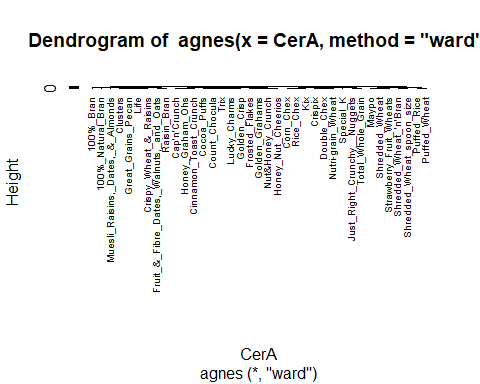 Dendrogram of  agnes(x = CerA, method = "ward'
Height
0
100%_Bran
100%_Natural_Bran
Muesli_Raisins,_Dates,_&_Almonds
Clusters
Great_Grains_Pecan
Life
Crispy_Wheat_&_Raisins
Fruit_&_Fibre_Dates,_Walnuts,_and_Oats
Raisin_Bran
Cap'n'Crunch
Honey_Graham_Ohs
Cinnamon_Toast_Crunch
Cocoa_Puffs
Count_Chocula
Trix
Lucky_Charms
Golden_Crisp
Frosted_Flakes
Golden_Grahams
Nut&Honey_Crunch
Honey_Nut_Cheerios
Corn_Chex
Rice_Chex
Kix
Crispix
Double_Chex
Nutri-grain_Wheat
Special_K
Just_Right_Crunchy__Nuggets
Total_Whole_Grain
Maypo
Shredded_Wheat
Strawberry_Fruit_Wheats
Shredded_Wheat_'n'Bran
Shredded_Wheat_spoon_size
Puffed_Rice
Puffed_Wheat
CerA
agnes (*, "ward")